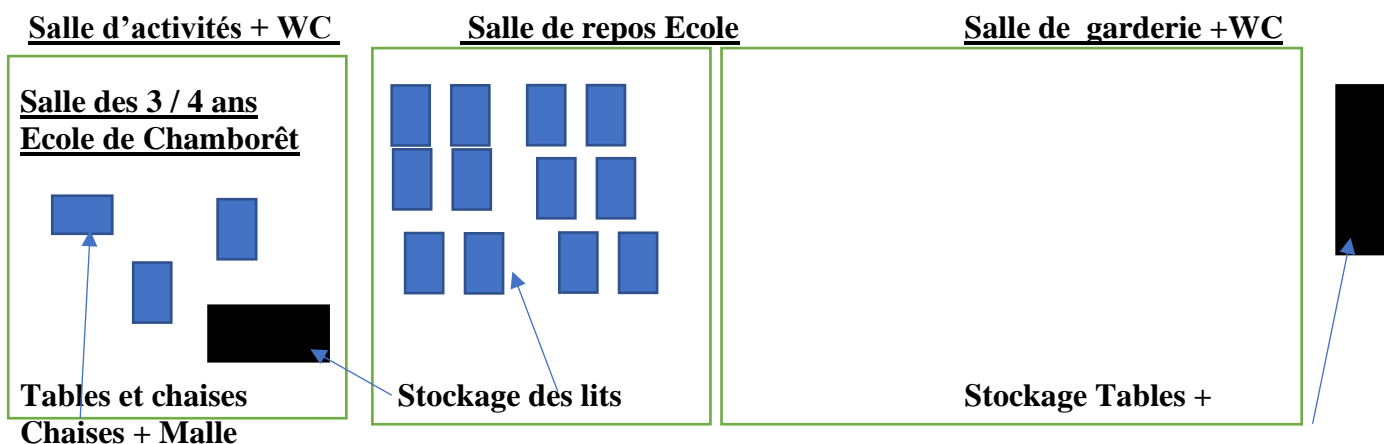 Salle d’activités + WC Salle de repos Ecole Salle de garderie +WC
Salle des 3 / 4 ans
Ecole de Chamborêt
Tables et chaises Stockage des lits Stockage Tables +
Chaises + Malle